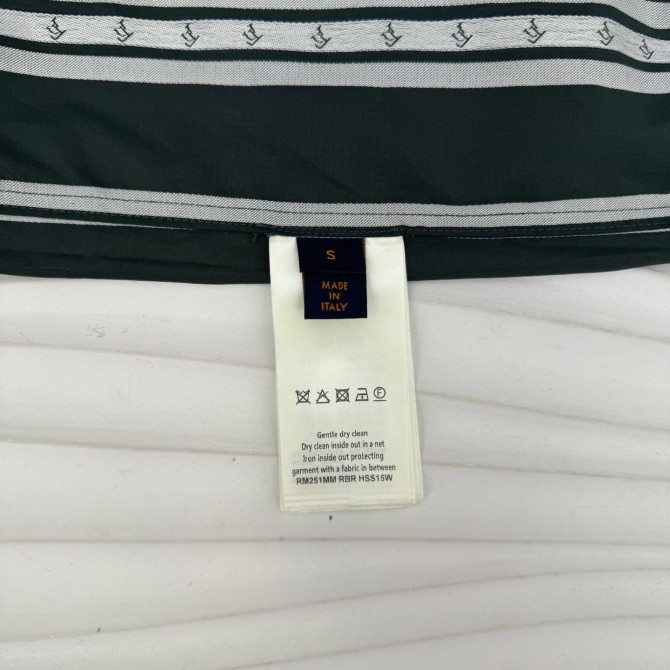 S
MADE
IN
ITALY
F
Gentle dry clean
Dry clean inside out in a net
Iron inside out protecting
garment with a fabric in between
RM251MM RBR HSS15W